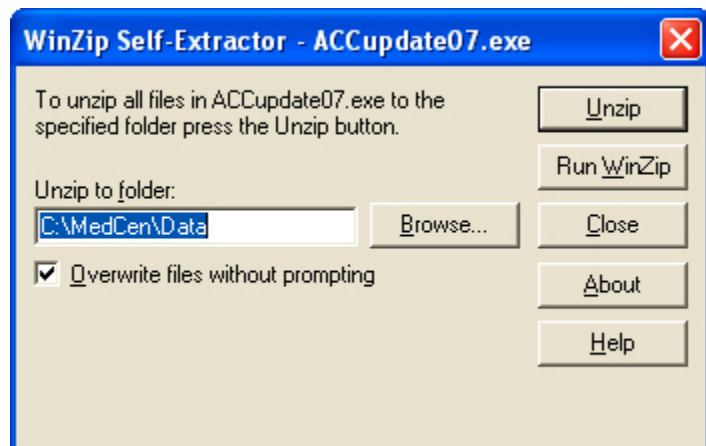 WinZip Self-Extractor - ACCupdate07.exe
To unzip all files in ACCupdate07.exe to the
specified folder press the Unzip button.
Unzip to folder:
C:\MedCen\Data
Browse...
Overwrite files without prompting
Unzip
Run WinZip
Close
About
Help